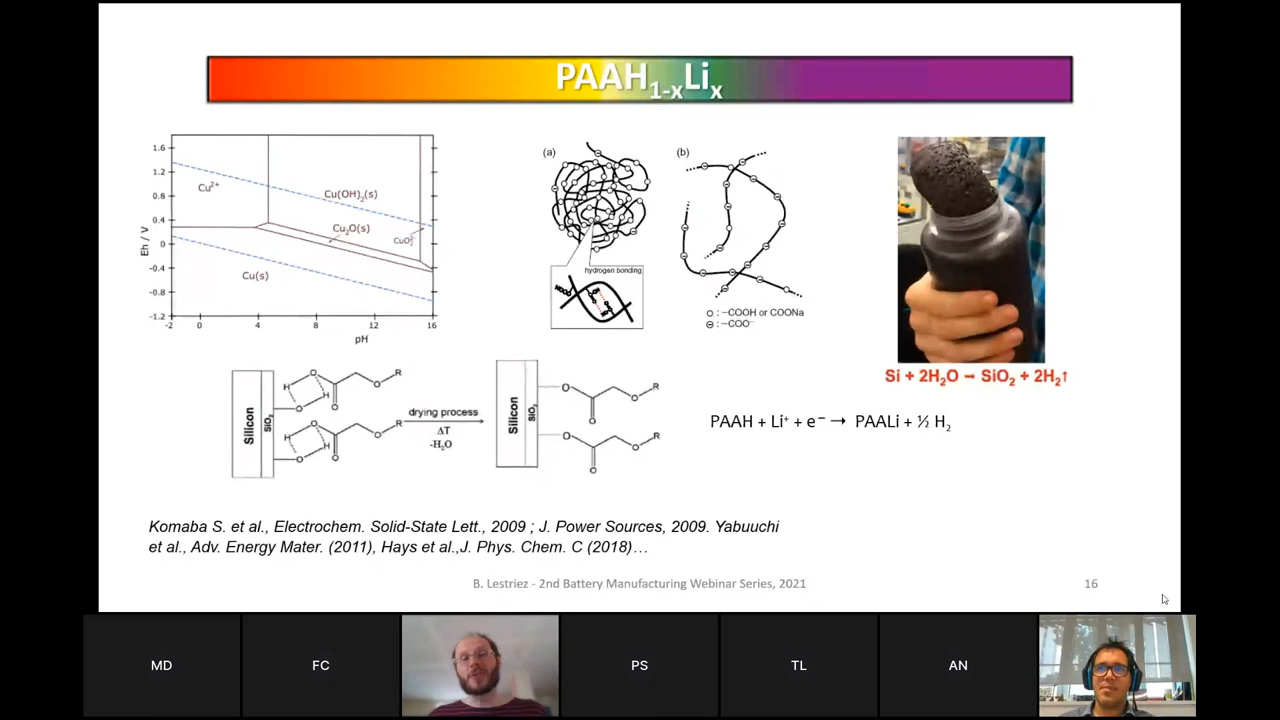 PAAH1-xLix
1.6
1.2
0.8
0.4
0
-0.4
-0.8
-1.2
Eh / V
Cu2+
Cu(OH)2(s)
Cu2O(s)
Cu(s)
-2
0
4
8
12
16
pH
(a)
hydrogen bonding
(b)
: −COOH or COONa
: −COO−
Si + 2H2O → SiO2 + 2H2↑
PAAH + Li+ + e− → PAALi + ½ H2
Silicon
SiO2
H
O
R
drying process
ΔT
-H2O
Silicon
SiO2
O
R
Komaba S. et al., Electrochem. Solid-State Lett., 2009 ; J. Power Sources, 2009. Yabuuchi
et al., Adv. Energy Mater. (2011), Hays et al.,J. Phys. Chem. C (2018)…
B. Lestriez - 2nd Battery Manufacturing Webinar Series, 2021
16
MD
FC
PS
TL
AN